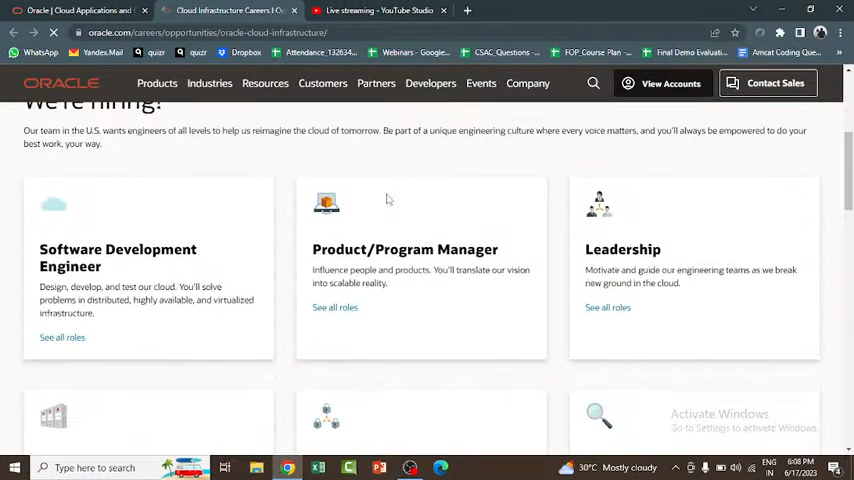 Oracle | Cloud Applications and
Cloud Infrastructure Careers | O
Live streaming - YouTube Studio
oracle.com/careers/opportunities/oracle-cloud-infrastructure/
WhatsApp
Yandex.Mail
quizr
quizr
Dropbox
Attendance_132634...
Webinars - Google...
CSAC_Questions -...
FOP_Course Plan -...
Final Demo Evaluati...
Amcat Coding Que...
ORACLE
Products
Industries
Resources
Customers
Partners
Developers
Events
Company
View Accounts
Contact Sales
We're hiring!
Our team in the U.S. wants engineers of all levels to help us reimagine the cloud of tomorrow. Be part of a unique engineering culture where every voice matters, and you'll always be empowered to do your
best work, your way.
Software Development
Engineer
Design, develop, and test our cloud. You'll solve
problems in distributed, highly available, and virtualized
infrastructure.
See all roles
Product/Program Manager
Influence people and products. You'll translate our vision
into scalable reality.
See all roles
Leadership
Motivate and guide our engineering teams as we break
new ground in the cloud.
See all roles
Activate Windows
Go to Settings to activate Windows.
Type here to search
30°C Mostly cloudy
ENG
IN
6:08 PM
6/17/2023
4